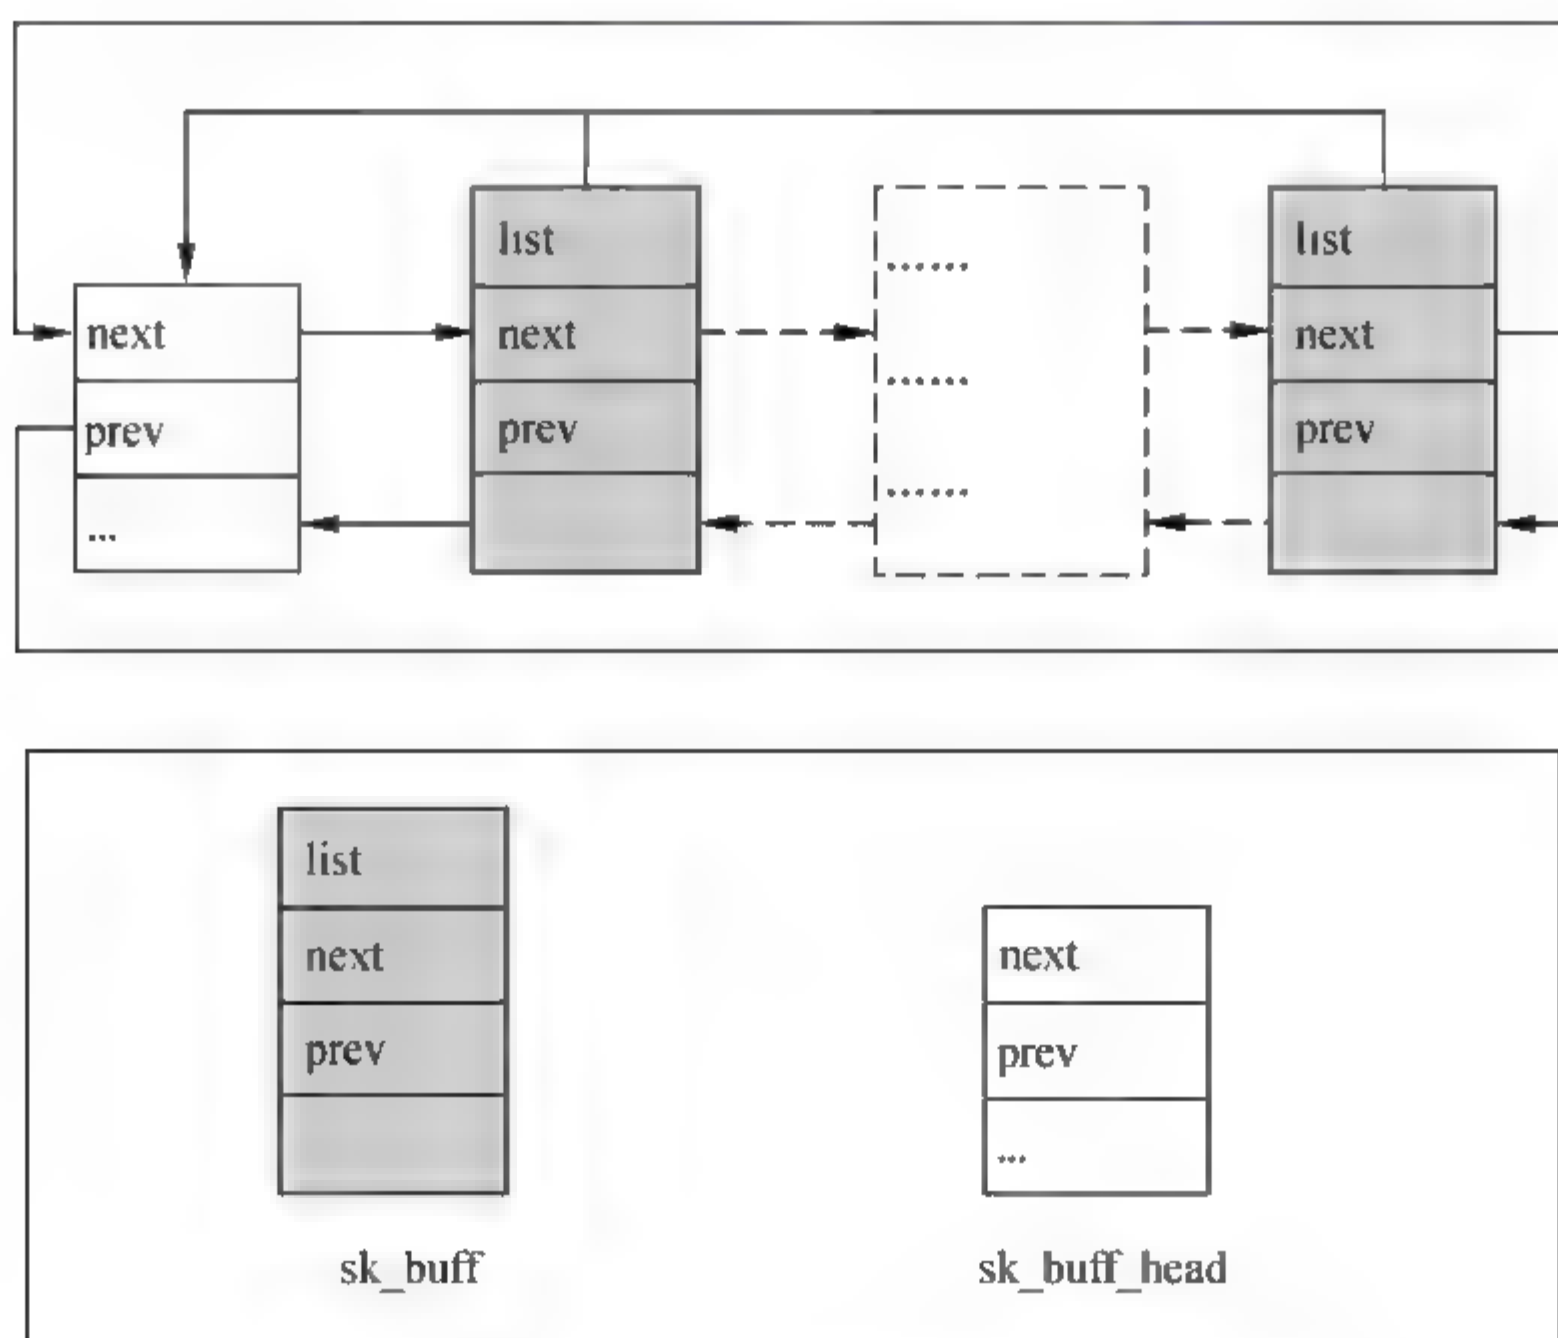 list
list
......
next
next
next
......
prev
prev
prev
......
...
list
next
next
prev
prev
...
sk_buff
sk_buff_head